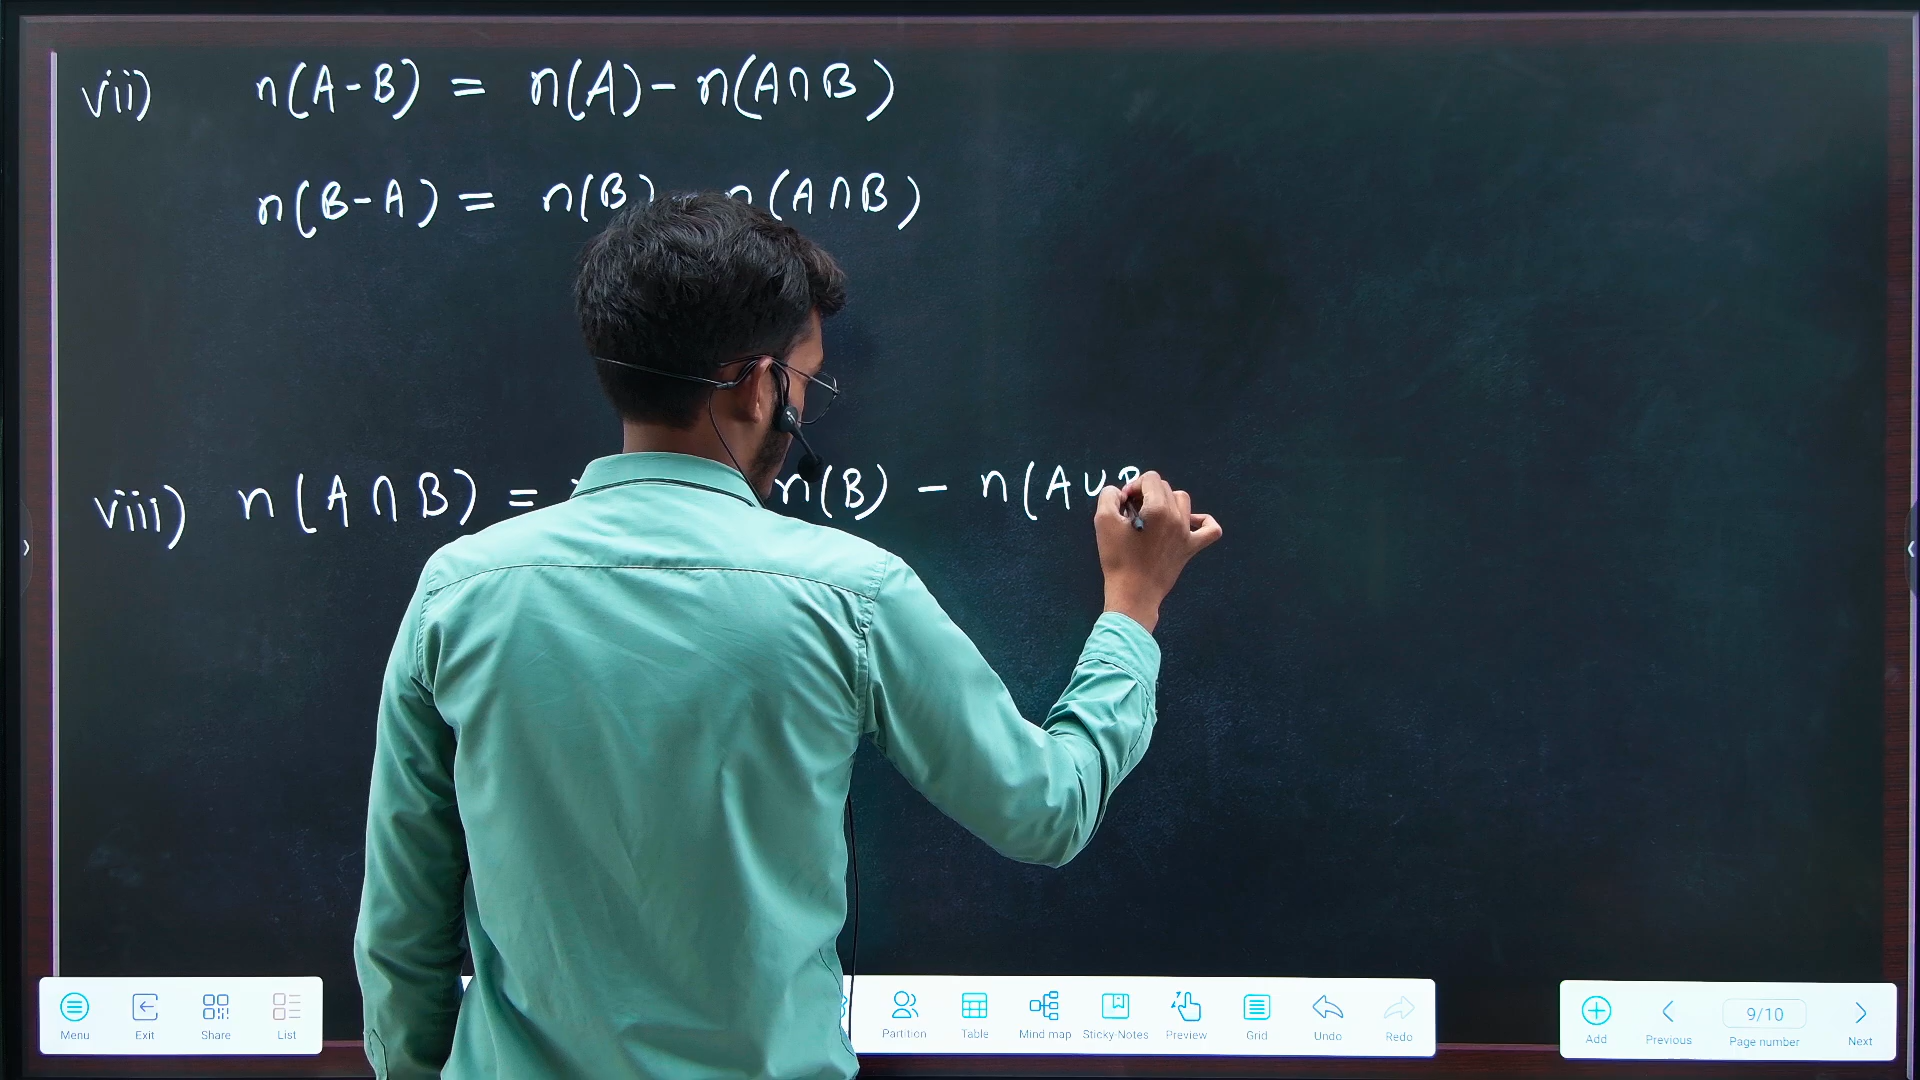 vii) n(A-B) = n(A)- n(A∩B)
n(B-A) = n(B) - n(A∩B)
viii) n(A∩B) = n(B) - n(A∪B
Menu Exit Share List Partition Table Mind map Sticky-Notes Preview Grid Undo Redo Add Previous 9/10 Page number Next